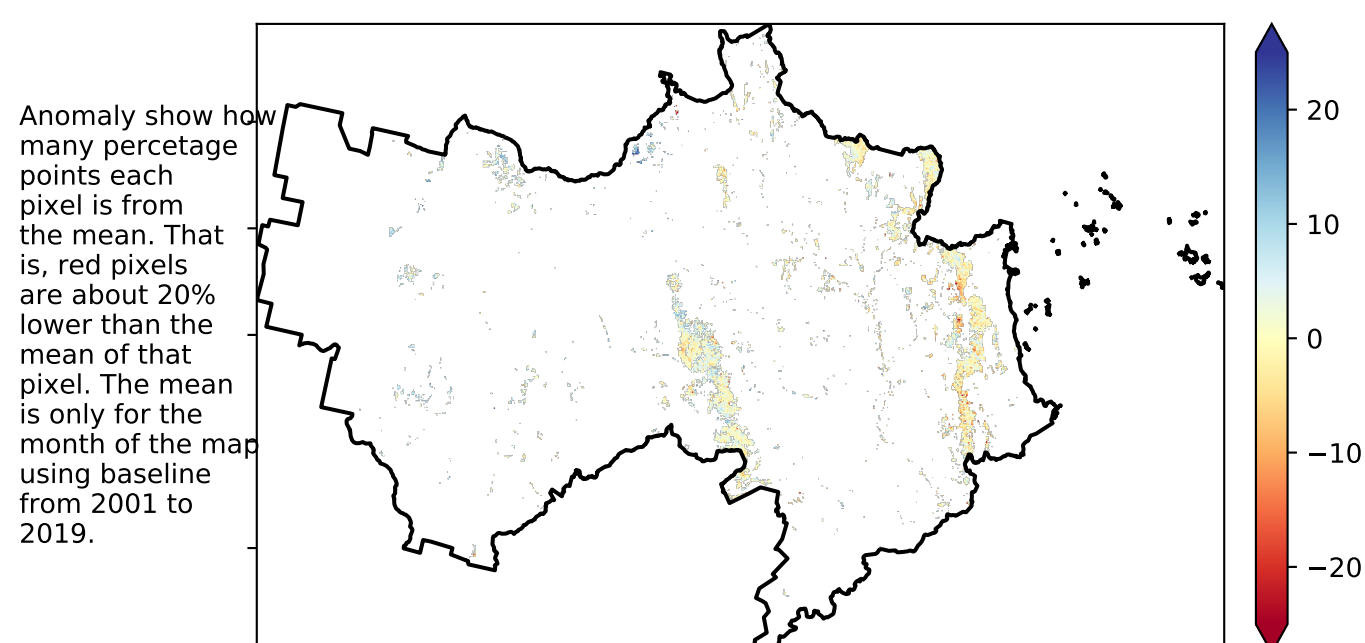 Anomaly show how
many percetage
points each
pixel is from
the mean. That
is, red pixels
are about 20%
lower than the
mean of that
pixel. The mean
is only for the
month of the map
using baseline
from 2001 to
2019.
20
10
0
−10
−20